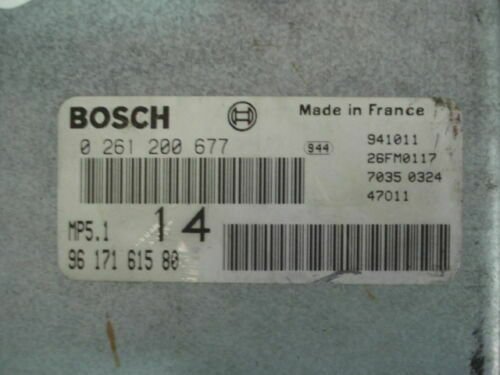 BOSCH
Made in France
0 261 200 677
944
941011
26FM0117
7035 0324
47011
MP5.1
14
96 171 615 80